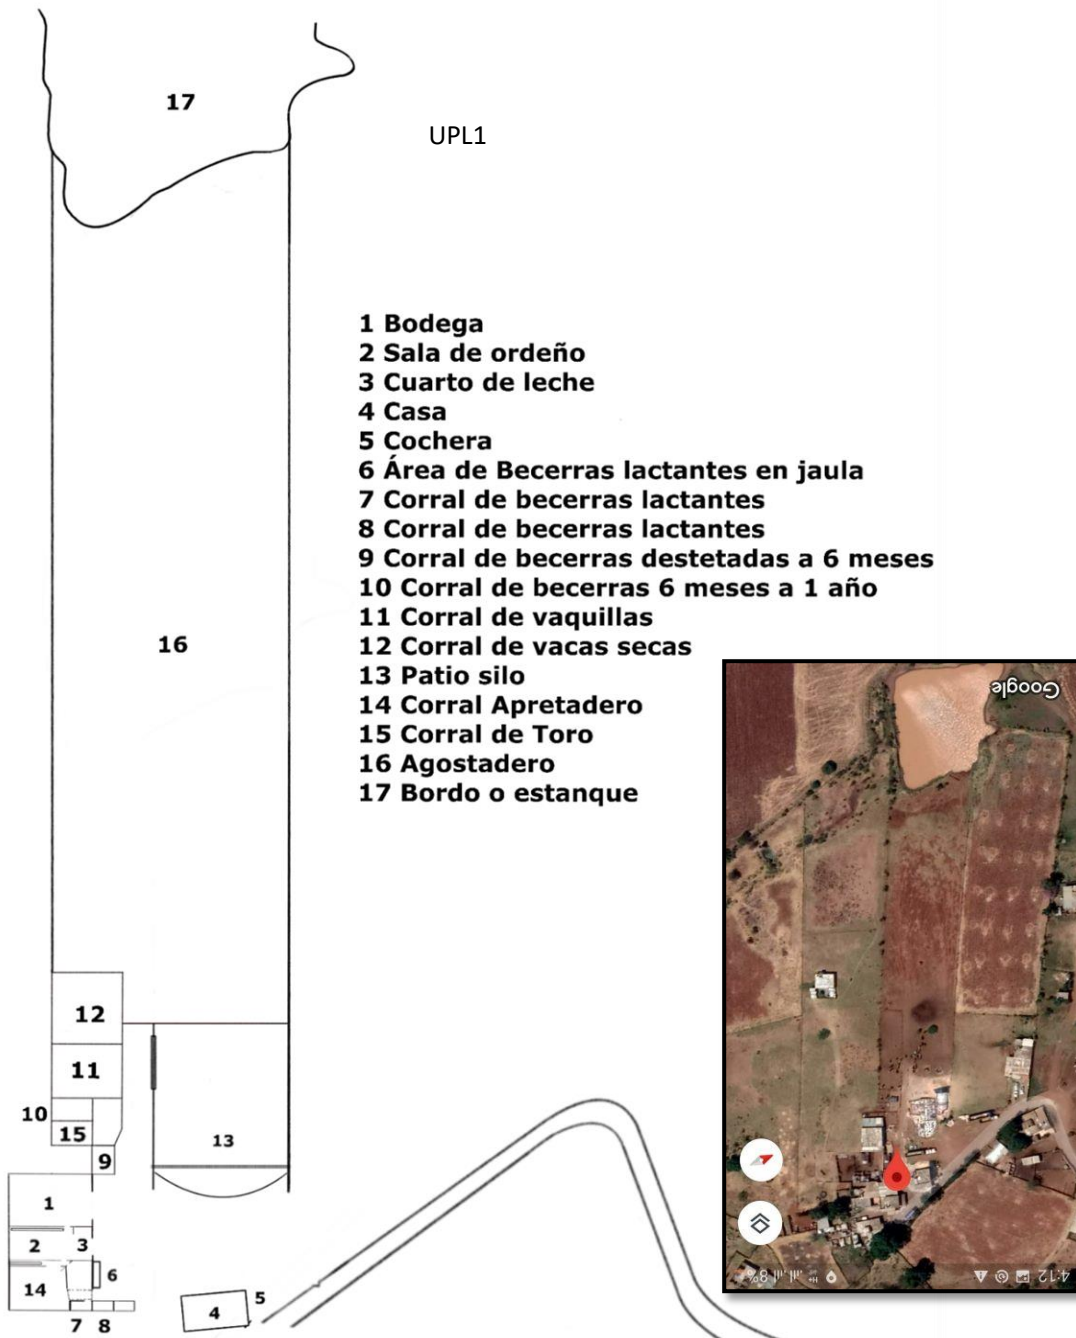 17
UPL1
1 Bodega
2 Sala de ordeño
3 Cuarto de leche
4 Casa
5 Cochera
6 Área de Becerras lactantes en jaula
7 Corral de becerras lactantes
8 Corral de becerras lactantes
9 Corral de becerras destetadas a 6 meses
10 Corral de becerras 6 meses a 1 año
11 Corral de vaquillas
12 Corral de vacas secas
13 Patio silo
14 Corral Apretadero
15 Corral de Toro
16 Agostadero
17 Bordo o estanque
16
Google
12
11
10
15
13
9
1
2
3
6
14
5
4
7 8
4:12
8%